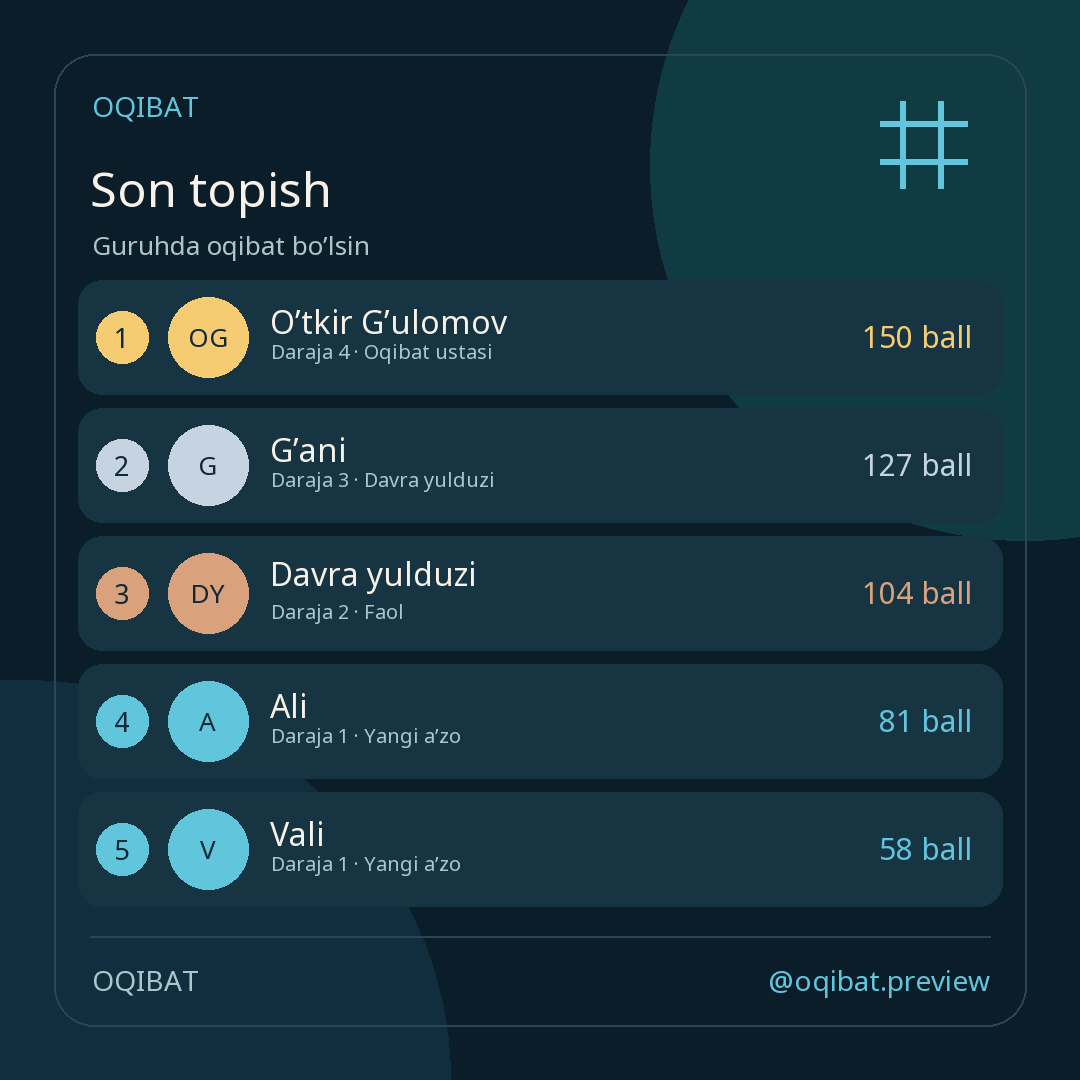 OQIBAT
Son topish
Guruhda oqibat bo’lsin
1 OG O’tkir G’ulomov 150 ball
Daraja 4 · Oqibat ustasi
2 G G’ani 127 ball
Daraja 3 · Davra yulduzi
3 DY Davra yulduzi 104 ball
Daraja 2 · Faol
4 A Ali 81 ball
Daraja 1 · Yangi a’zo
5 V Vali 58 ball
Daraja 1 · Yangi a’zo
OQIBAT @oqibat.preview